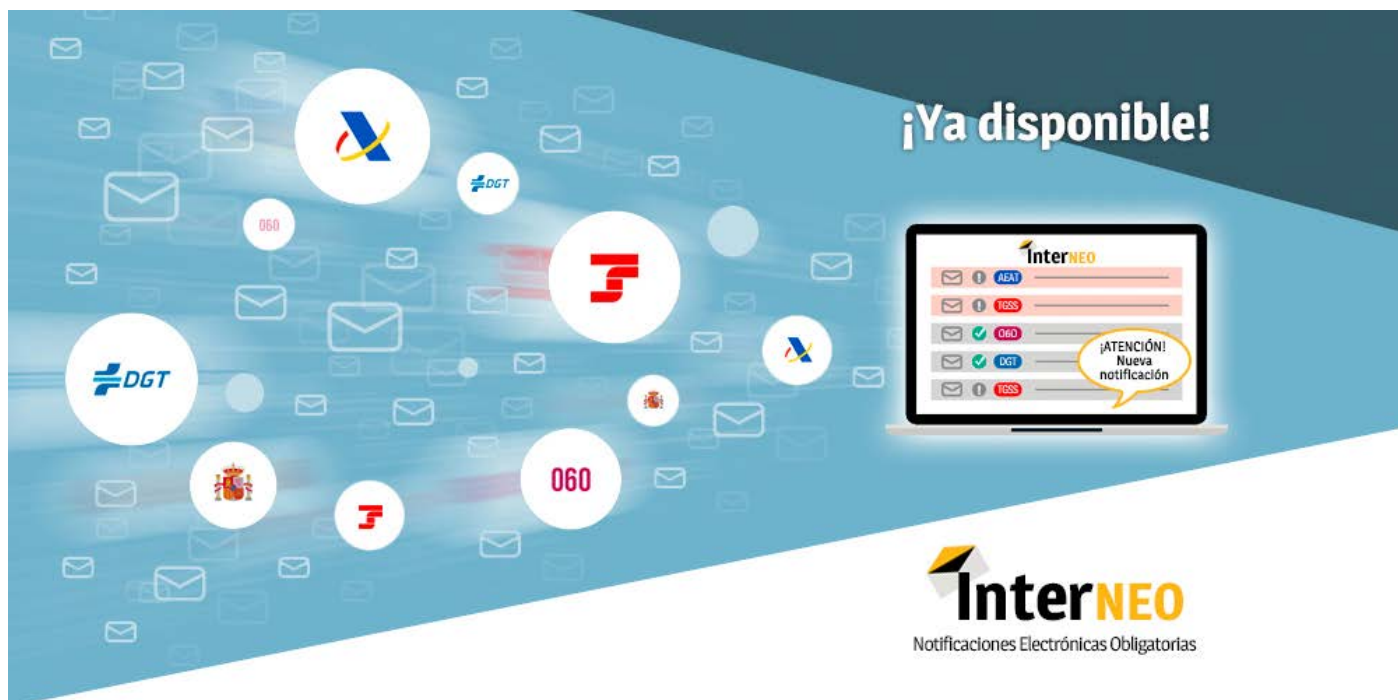 ¡Ya disponible!
DGT
060
InterNEO
AEAT
TGSS
060
DGT
TGSS
¡ATENCIÓN!
Nueva
notificación
DGT
060
InterNEO
Notificaciones Electrónicas Obligatorias